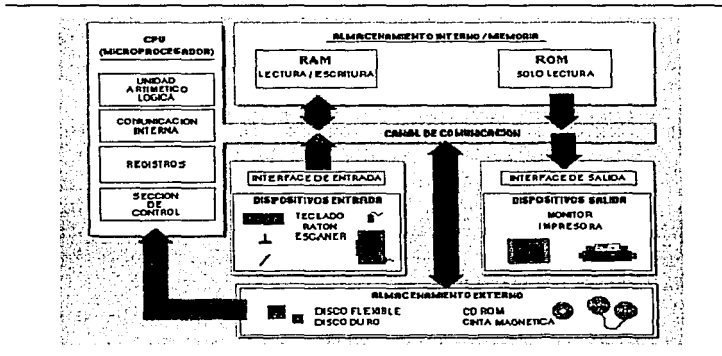 CPU
(MICROPROCESADOR)
UNIDAD
ARITMETICO
LOGICA
COMUNICACION
INTERNA
REGISTROS
SECCION
DE
CONTROL
ALMACENAMIENTO INTERNO / MEMORIA
RAM
LECTURA / ESCRITURA
ROM
SOLO LECTURA
CANAL DE COMUNICACION
INTERFACE DE ENTRADA
DISPOSITIVOS ENTRADA
TECLADO
RATON
ESCANER
INTERFACE DE SALIDA
DISPOSITIVOS SALIDA
MONITOR
IMPRESORA
ALMACENAMIENTO EXTERNO
DISCO FLEXIBLE
DISCO DURO
CD ROM
CINTA MAGNETICA